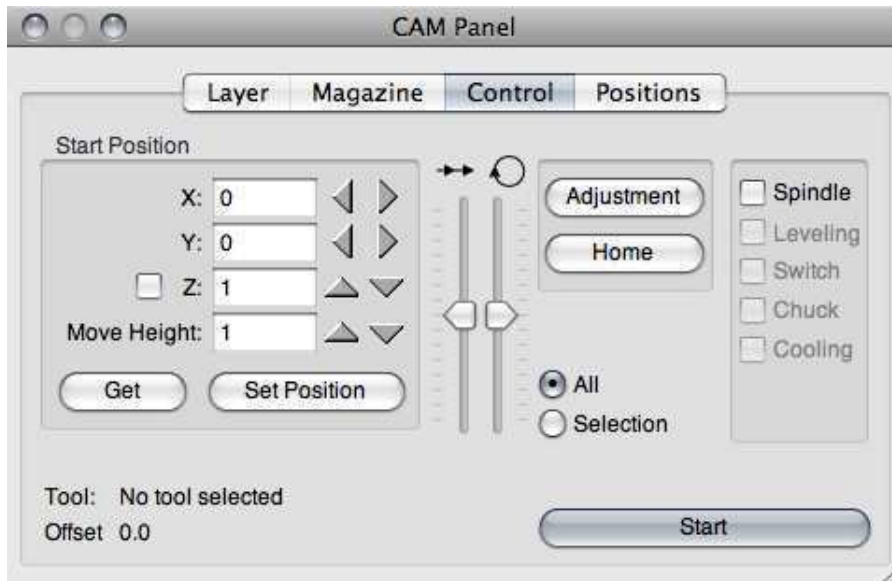 CAM Panel
Layer Magazine Control Positions
Start Position
X: 0
Y: 0
Z: 1
Move Height: 1
Get Set Position
Adjustment
Home
All
Selection
Spindle
Leveling
Switch
Chuck
Cooling
Tool: No tool selected
Offset 0.0
Start